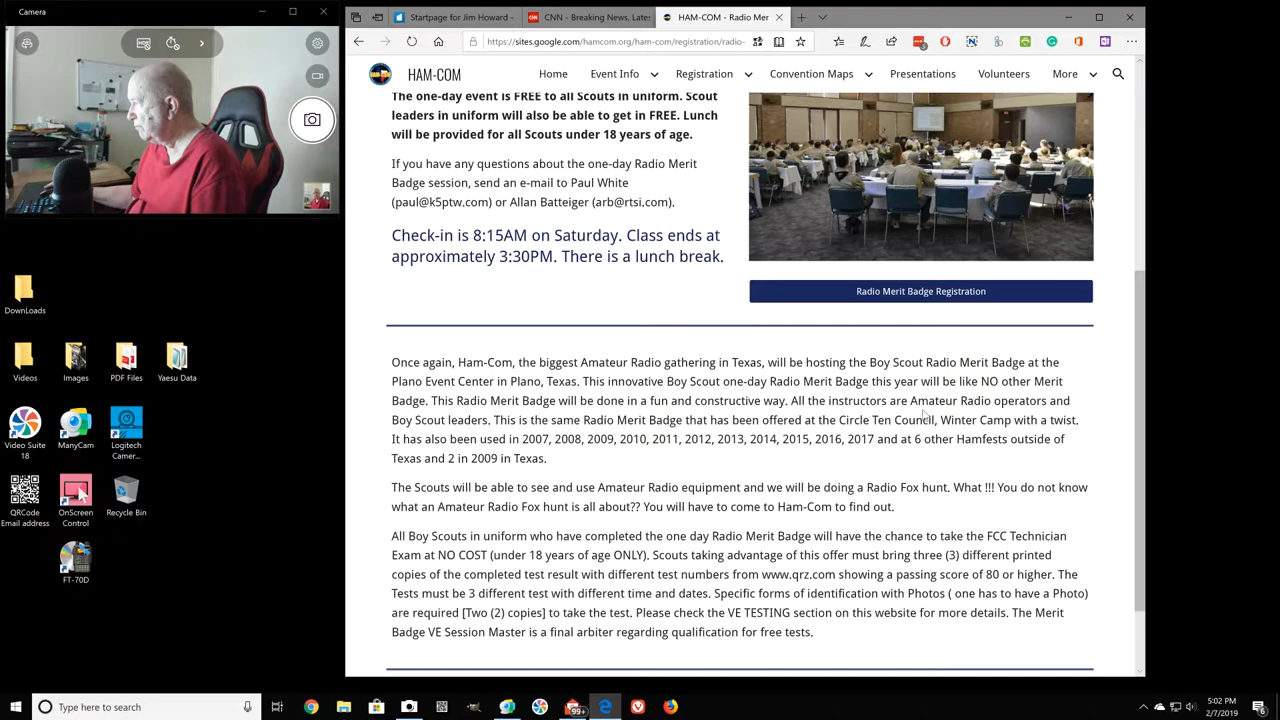 Camera
Startpage for Jim Howard -
CNN - Breaking News, Lates
HAM-COM - Radio Mer
https://sites.google.com/hamcom.org/ham-com/registration/radio-
HAM-COM
Home
Event Info
Registration
Convention Maps
Presentations
Volunteers
More
The one-day event is FREE to all Scouts in uniform. Scout
leaders in uniform will also be able to get in FREE. Lunch
will be provided for all Scouts under 18 years of age.
If you have any questions about the one-day Radio Merit
Badge session, send an e-mail to Paul White
(paul@k5ptw.com) or Allan Batteiger (arb@rtsi.com).
Check-in is 8:15AM on Saturday. Class ends at
approximately 3:30PM. There is a lunch break.
Radio Merit Badge Registration
Once again, Ham-Com, the biggest Amateur Radio gathering in Texas, will be hosting the Boy Scout Radio Merit Badge at the
Plano Event Center in Plano, Texas. This innovative Boy Scout one-day Radio Merit Badge this year will be like NO other Merit
Badge. This Radio Merit Badge will be done in a fun and constructive way. All the instructors are Amateur Radio operators and
Boy Scout leaders. This is the same Radio Merit Badge that has been offered at the Circle Ten Council, Winter Camp with a twist.
It has also been used in 2007, 2008, 2009, 2010, 2011, 2012, 2013, 2014, 2015, 2016, 2017 and at 6 other Hamfests outside of
Texas and 2 in 2009 in Texas.
The Scouts will be able to see and use Amateur Radio equipment and we will be doing a Radio Fox hunt. What !!! You do not know
what an Amateur Radio Fox hunt is all about?? You will have to come to Ham-Com to find out.
All Boy Scouts in uniform who have completed the one day Radio Merit Badge will have the chance to take the FCC Technician
Exam at NO COST (under 18 years of age ONLY). Scouts taking advantage of this offer must bring three (3) different printed
copies of the completed test result with different test numbers from www.qrz.com showing a passing score of 80 or higher. The
Tests must be 3 different test with different time and dates. Specific forms of identification with Photos ( one has to have a Photo)
are required [Two (2) copies] to take the test. Please check the VE TESTING section on this website for more details. The Merit
Badge VE Session Master is a final arbiter regarding qualification for free tests.
DownLoads
Videos
Images
PDF Files
Yaesu Data
Video Suite
18
ManyCam
Logitech
Camer...
QRCode
Email address
OnScreen
Control
Recycle Bin
FT-70D
Type here to search
99+
5:02 PM
2/7/2019
6